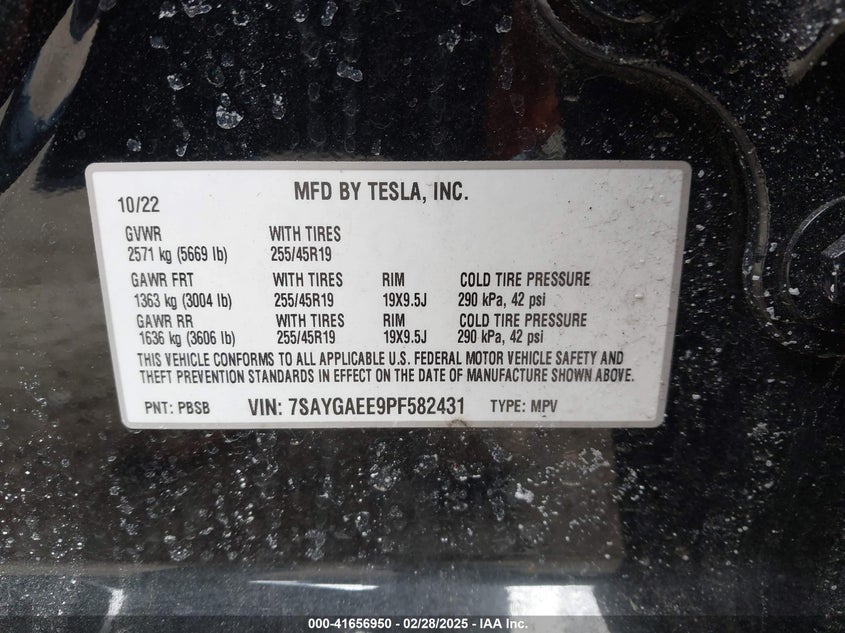 MFD BY TESLA, INC.
10/22
GVWR WITH TIRES
2571 kg (5669 lb) 255/45R19
GAWR FRT WITH TIRES RIM COLD TIRE PRESSURE
1363 kg (3004 lb) 255/45R19 19X9.5J 290 kPa, 42 psi
GAWR RR WITH TIRES RIM COLD TIRE PRESSURE
1636 kg (3606 lb) 255/45R19 19X9.5J 290 kPa, 42 psi
THIS VEHICLE CONFORMS TO ALL APPLICABLE U.S. FEDERAL MOTOR VEHICLE SAFETY AND
THEFT PREVENTION STANDARDS IN EFFECT ON THE DATE OF MANUFACTURE SHOWN ABOVE.
PNT: PBSB VIN: 7SAYGAEE9PF582431 TYPE: MPV
000-41656950 - 02/28/2025 - IAA Inc.